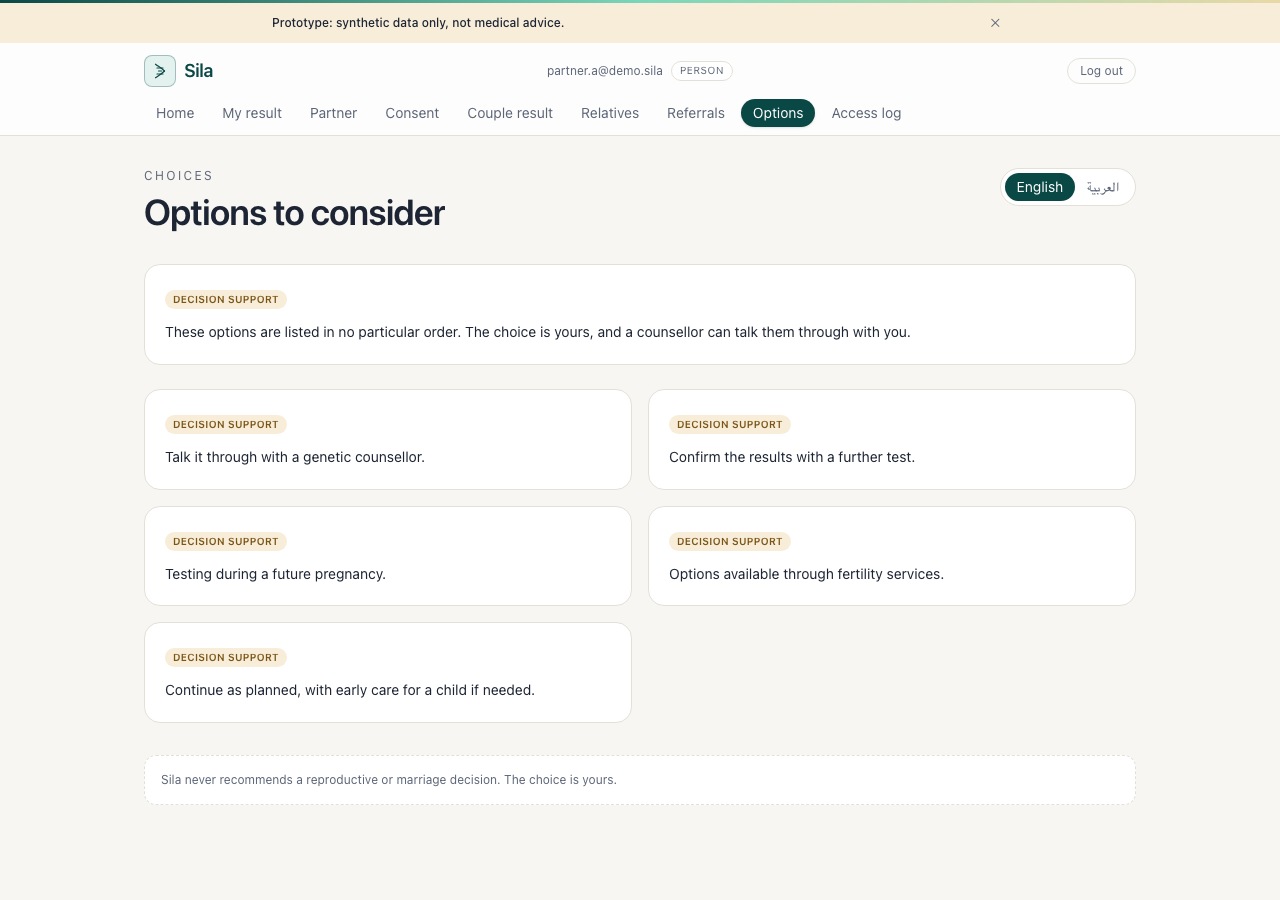 Prototype: synthetic data only, not medical advice.
Sila
partner.a@demo.sila
PERSON
Log out
Home
My result
Partner
Consent
Couple result
Relatives
Referrals
Options
Access log
CHOICES
Options to consider
English
العربية
DECISION SUPPORT
These options are listed in no particular order. The choice is yours, and a counsellor can talk them through with you.
DECISION SUPPORT
Talk it through with a genetic counsellor.
DECISION SUPPORT
Confirm the results with a further test.
DECISION SUPPORT
Testing during a future pregnancy.
DECISION SUPPORT
Options available through fertility services.
DECISION SUPPORT
Continue as planned, with early care for a child if needed.
Sila never recommends a reproductive or marriage decision. The choice is yours.